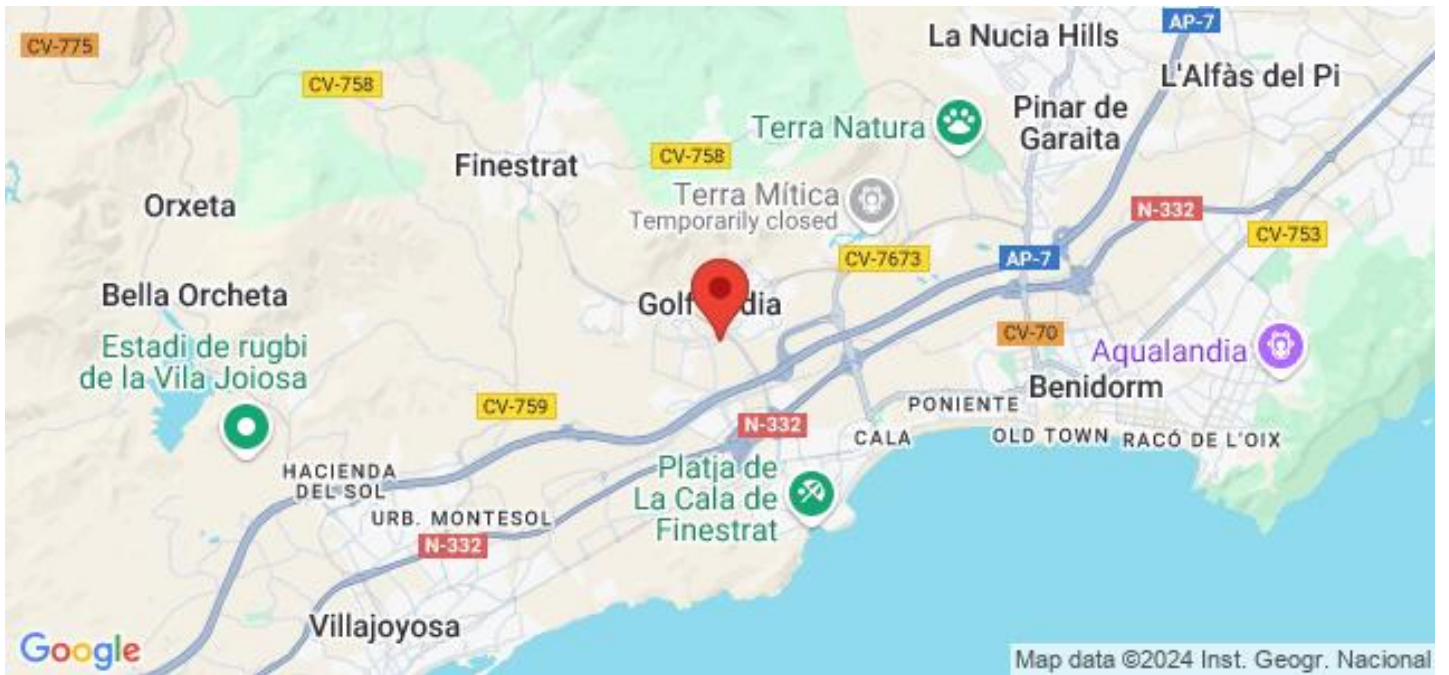 AP-7
CV-775
La Nucia Hills
L'Alfàs del Pi
CV-758
Terra Natura
Pinar de
Garaita
Finestrat
CV-758
Terra Mítica
Temporarily closed
Orxeta
N-332
CV-753
CV-7673
AP-7
Bella Orcheta
Golf
dia
Estadi de rugbi
de la Vila Joiosa
CV-70
Aqualandia
Benidorm
CV-759
PONIENTE
N-332
CALA
OLD TOWN
RACÓ DE L'OIX
HACIENDA
DEL SOL
Platja de
La Cala de
Finestrat
URB. MONTESOL
N-332
Villajoyosa
Google
Map data ©2024 Inst. Geogr. Nacional